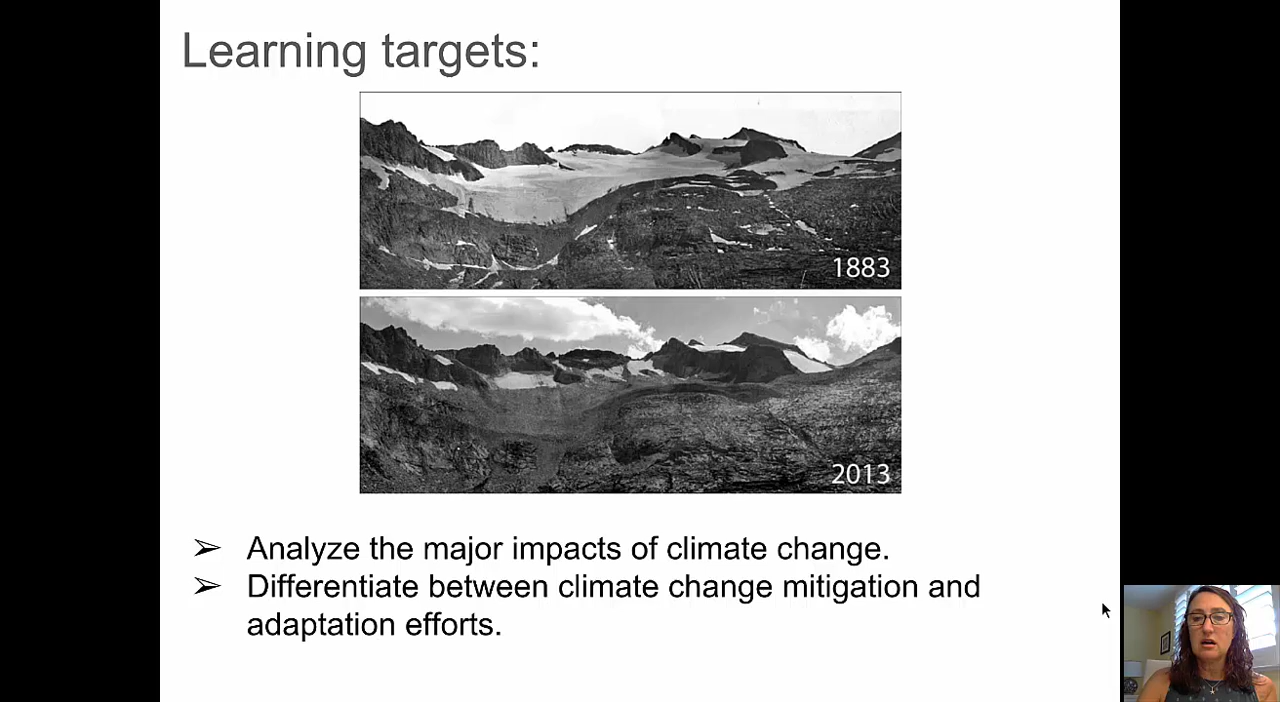 Learning targets:
1883
2013
➢ Analyze the major impacts of climate change.
➢ Differentiate between climate change mitigation and
adaptation efforts.